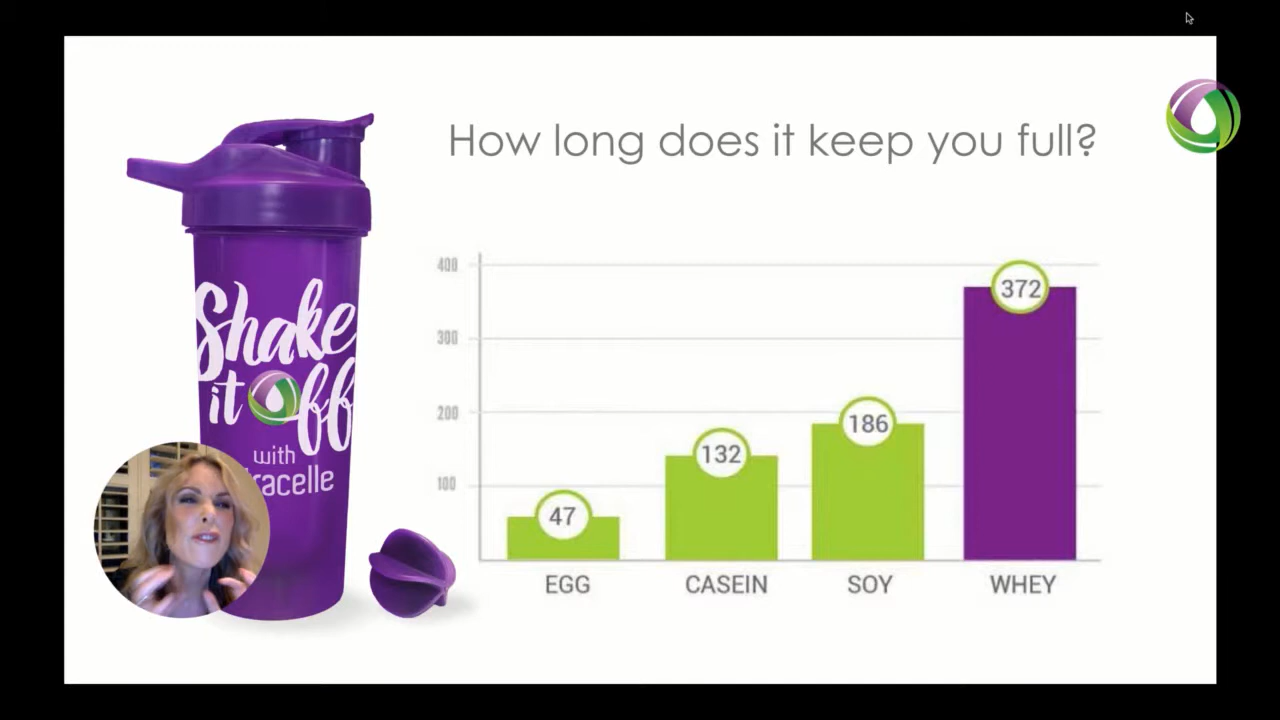 How long does it keep you full?
Shake
it off
with
racelle
400
300
200
100
47
132
186
372
EGG
CASEIN
SOY
WHEY